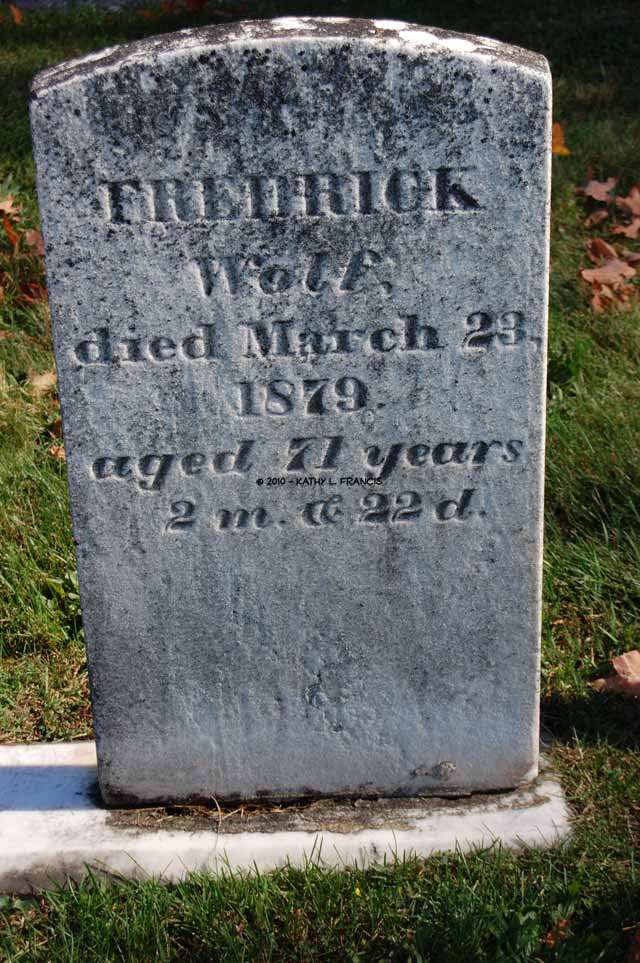 FREDRICK
Wolf,
died March 23,
1879,
aged 71 years
© 2010 - KATHY L. FRANCIS
2 m. & 22 d.